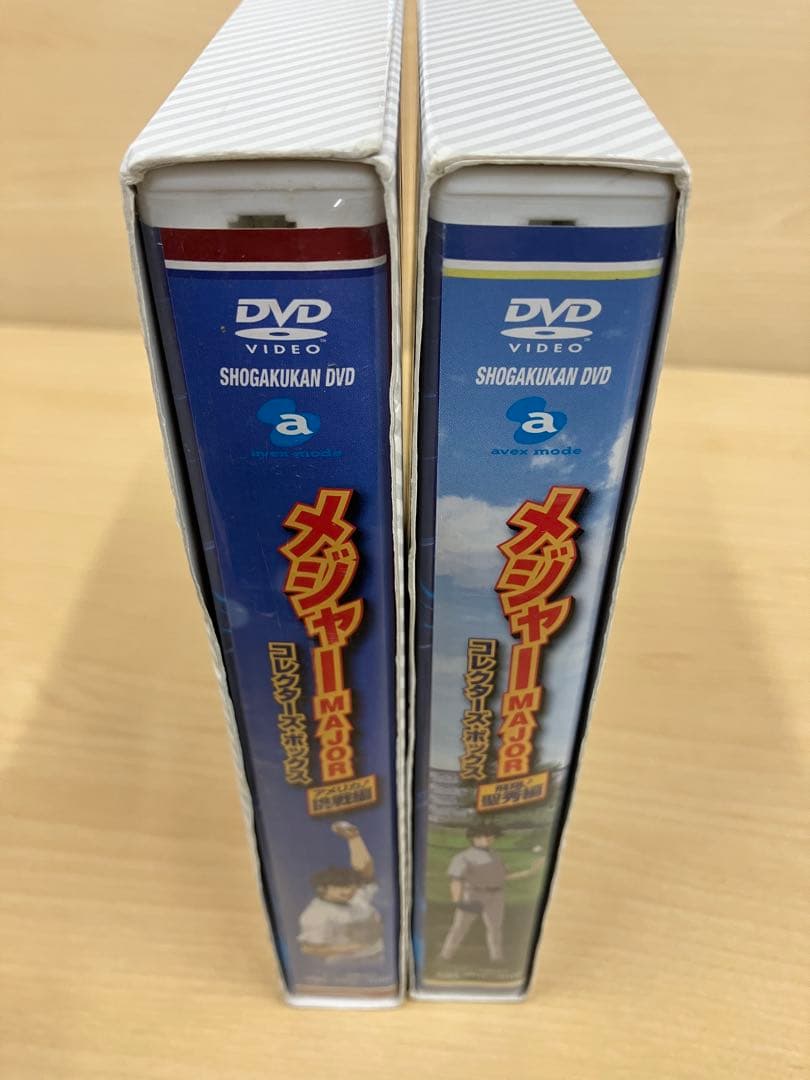 DVD
VIDEO
SHOGAKUKAN DVD
a
avex mode
メジャー
MAJOR
コレクターズ・ボックス
アメリカ!
挑戦編
DVD
VIDEO
SHOGAKUKAN DVD
a
avex mode
メジャー
MAJOR
コレクターズ・ボックス
聖秀編